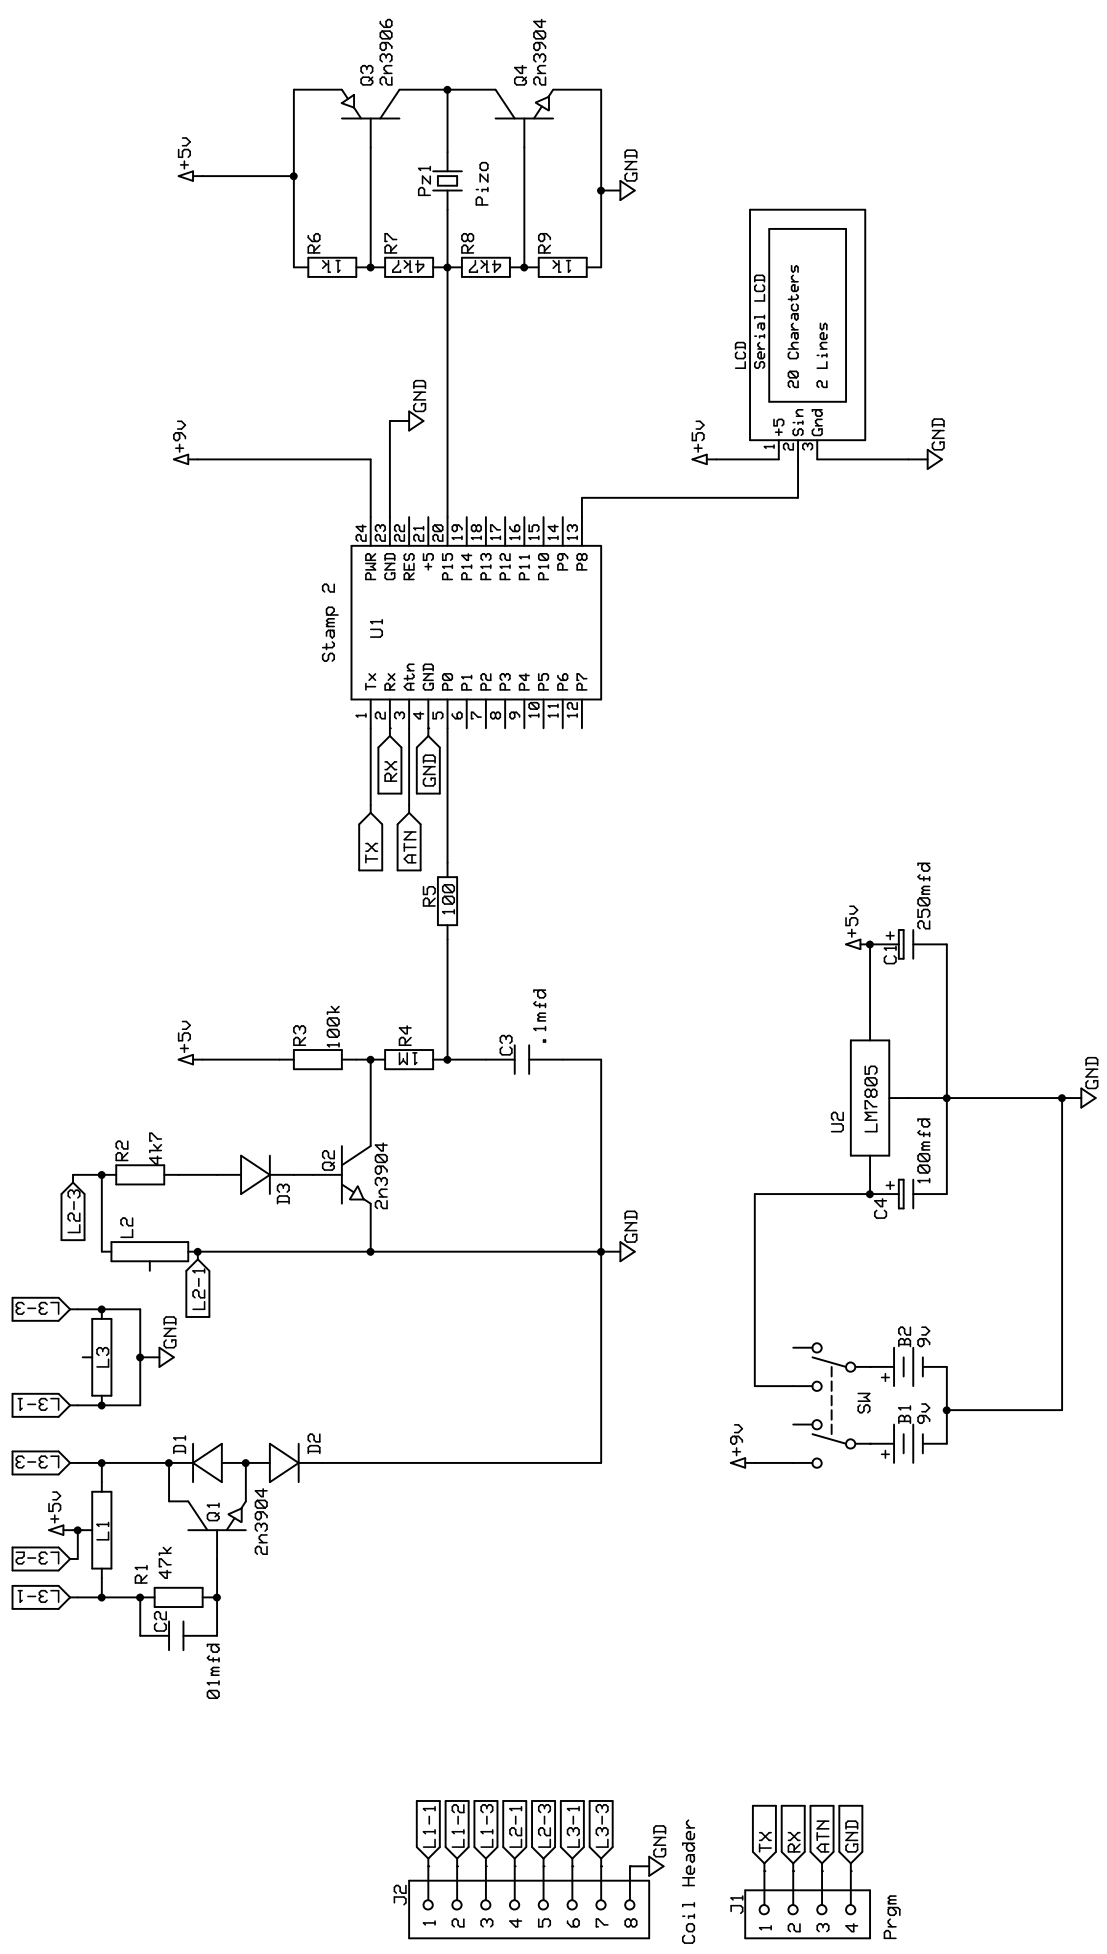 Q3
2n3906
Q4
2n3904
+5v
Pz1
Pizo
GND
R6
1k
R7
4k7
R8
4k7
R9
1k
LCD
Serial LCD
20 Characters
2 Lines
+5
Sin
Gnd
1
2
3
+5v
GND
+9v
GND
Stamp 2
U1
24
23
22
21
20
19
18
17
16
15
14
13
PWR
GND
RES
+5
P15
P14
P13
P12
P11
P10
P9
P8
Tx
Rx
Atn
GND
P0
P1
P2
P3
P4
P5
P6
P7
1
2
3
4
5
6
7
8
9
10
11
12
TX
RX
ATN
GND
R5
100
+5v
R3
100k
R4
1M
C3
.1mfd
L2-3
R2
4k7
D3
Q2
2n3904
L2
L2-1
GND
L3-3
L3
L3-1
GND
L3-3
+5v
L3-2
L3-1
L1
D1
D2
Q1
2n3904
R1
47k
C2
01mfd
+5v
C1
+
250mfd
U2
LM7805
C4
+
100mfd
GND
SW
+9v
+
B2
9v
+
B1
9v
J2
1
2
3
4
5
6
7
8
L1-1
L1-2
L1-3
L2-1
L2-3
L3-1
L3-3
GND
Coil Header
J1
1
2
3
4
TX
RX
ATN
GND
Prgm